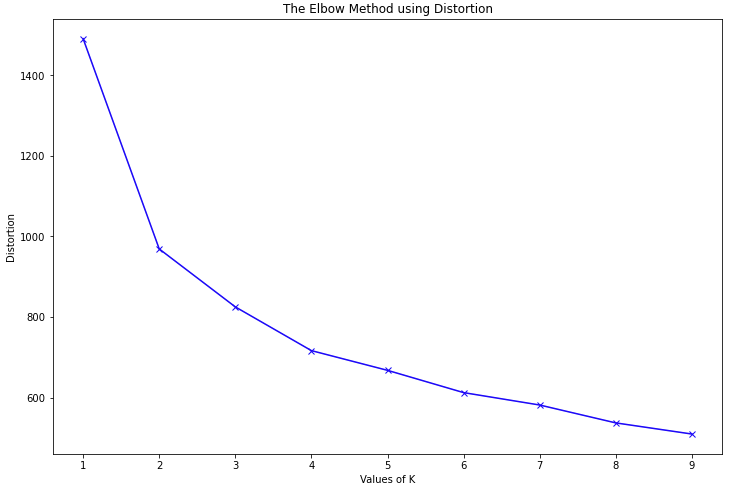 The Elbow Method using Distortion
1400
1200
1000
800
600
Distortion
1 2 3 4 5 6 7 8 9
Values of K